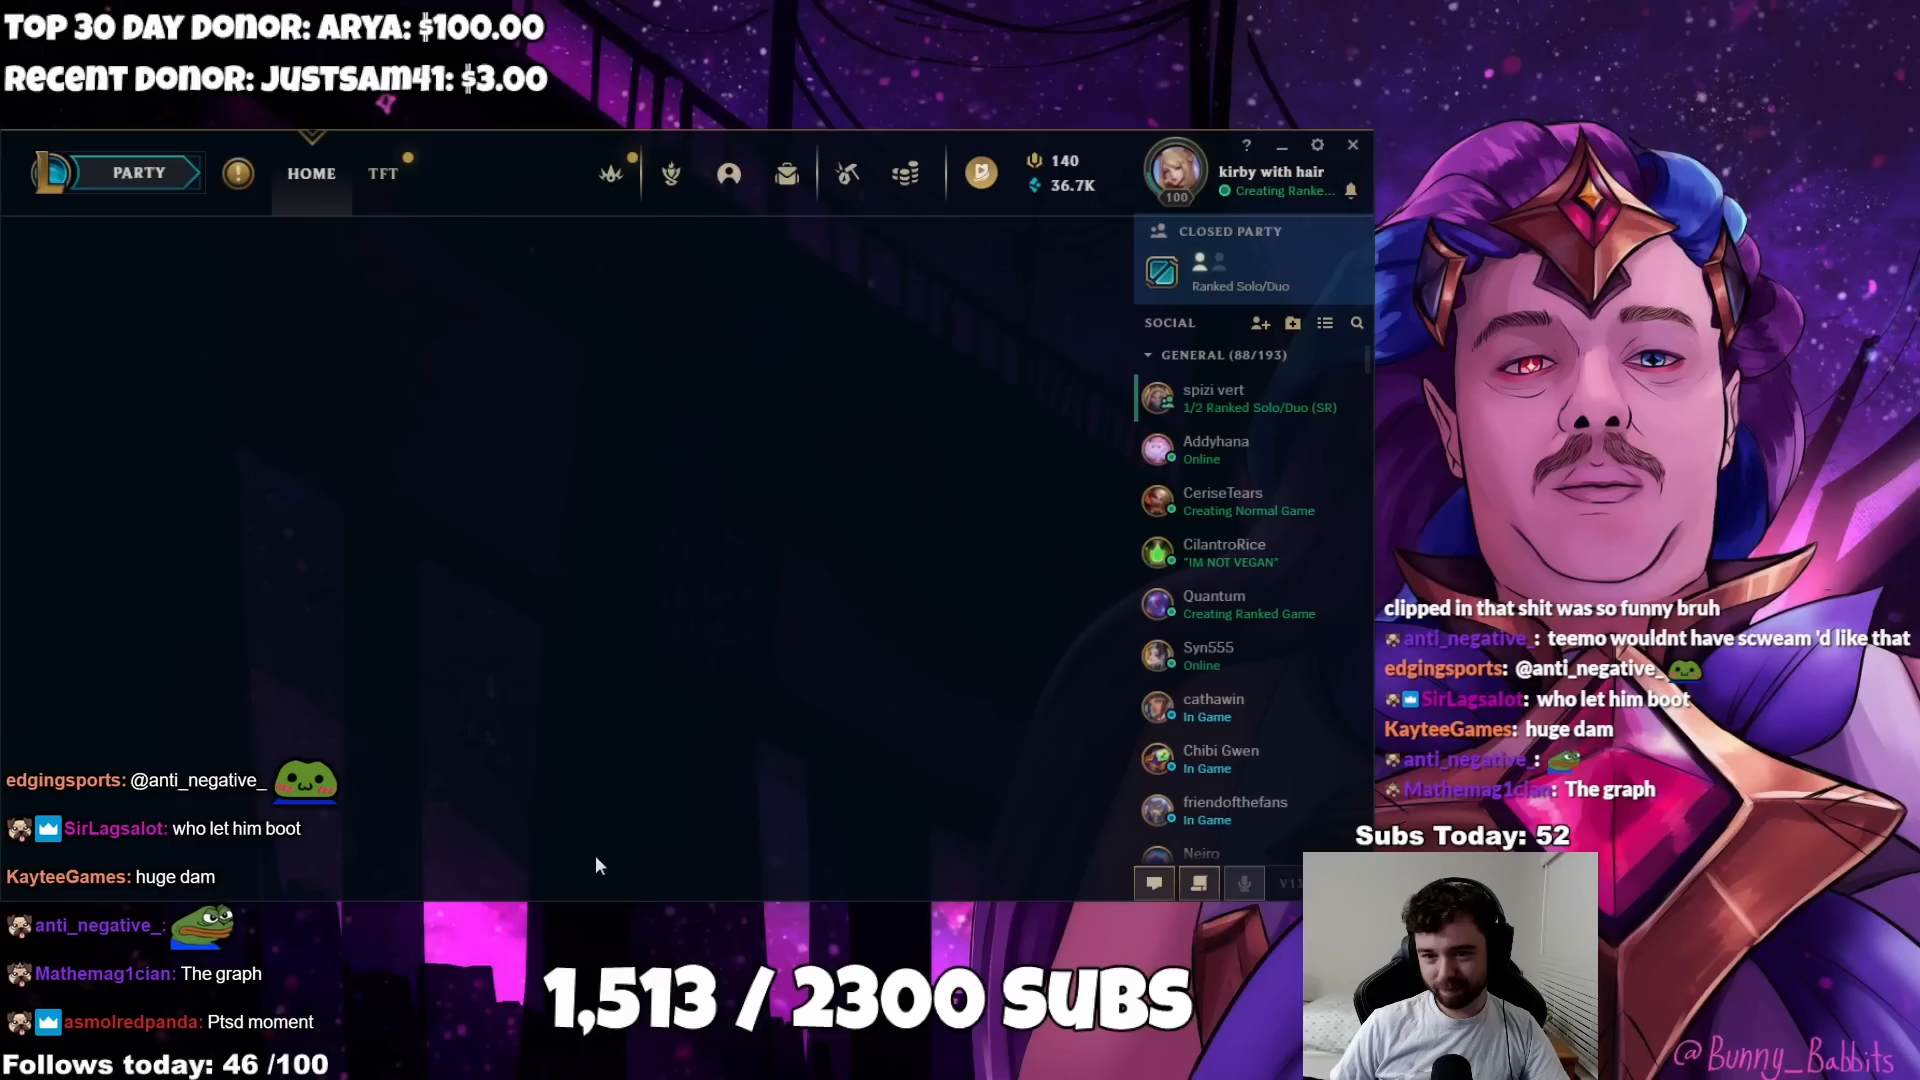 TOP 30 DAY DONOR: ARYA: $100.00
RECENT DONOR: JUSTSAM41: $3.00
PARTY
HOME
TFT
140
36.7K
100
?
kirby with hair
Creating Ranke...
CLOSED PARTY
Ranked Solo/Duo
SOCIAL
GENERAL (88/193)
spizi vert
1/2 Ranked Solo/Duo (SR)
Addyhana
Online
CeriseTears
Creating Normal Game
CilantroRice
"IM NOT VEGAN"
Quantum
Creating Ranked Game
Syn555
Online
cathawin
In Game
Chibi Gwen
In Game
friendofthefans
In Game
Neiro
V13
clipped in that shit was so funny bruh
anti_negative_: teemo wouldnt have scweam 'd like that
edgingsports: @anti_negative_
SirLagsalot: who let him boot
KayteeGames: huge dam
anti_negative_:
Mathemag1cian: The graph
Subs Today: 52
edgingsports: @anti_negative_
SirLagsalot: who let him boot
KayteeGames: huge dam
anti_negative_:
Mathemag1cian: The graph
asmolredpanda: Ptsd moment
Follows today: 46 /100
1,513 / 2300 SUBS
@Bunny_Babbits